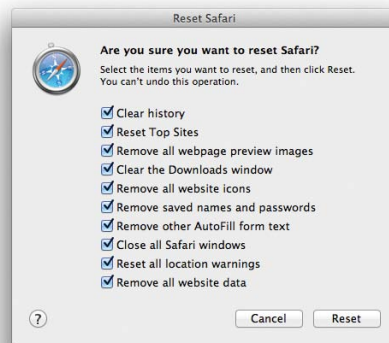 Reset Safari
Are you sure you want to reset Safari?
Select the items you want to reset, and then click Reset.
You can't undo this operation.
Clear history
Reset Top Sites
Remove all webpage preview images
Clear the Downloads window
Remove all website icons
Remove saved names and passwords
Remove other AutoFill form text
Close all Safari windows
Reset all location warnings
Remove all website data
? Cancel Reset